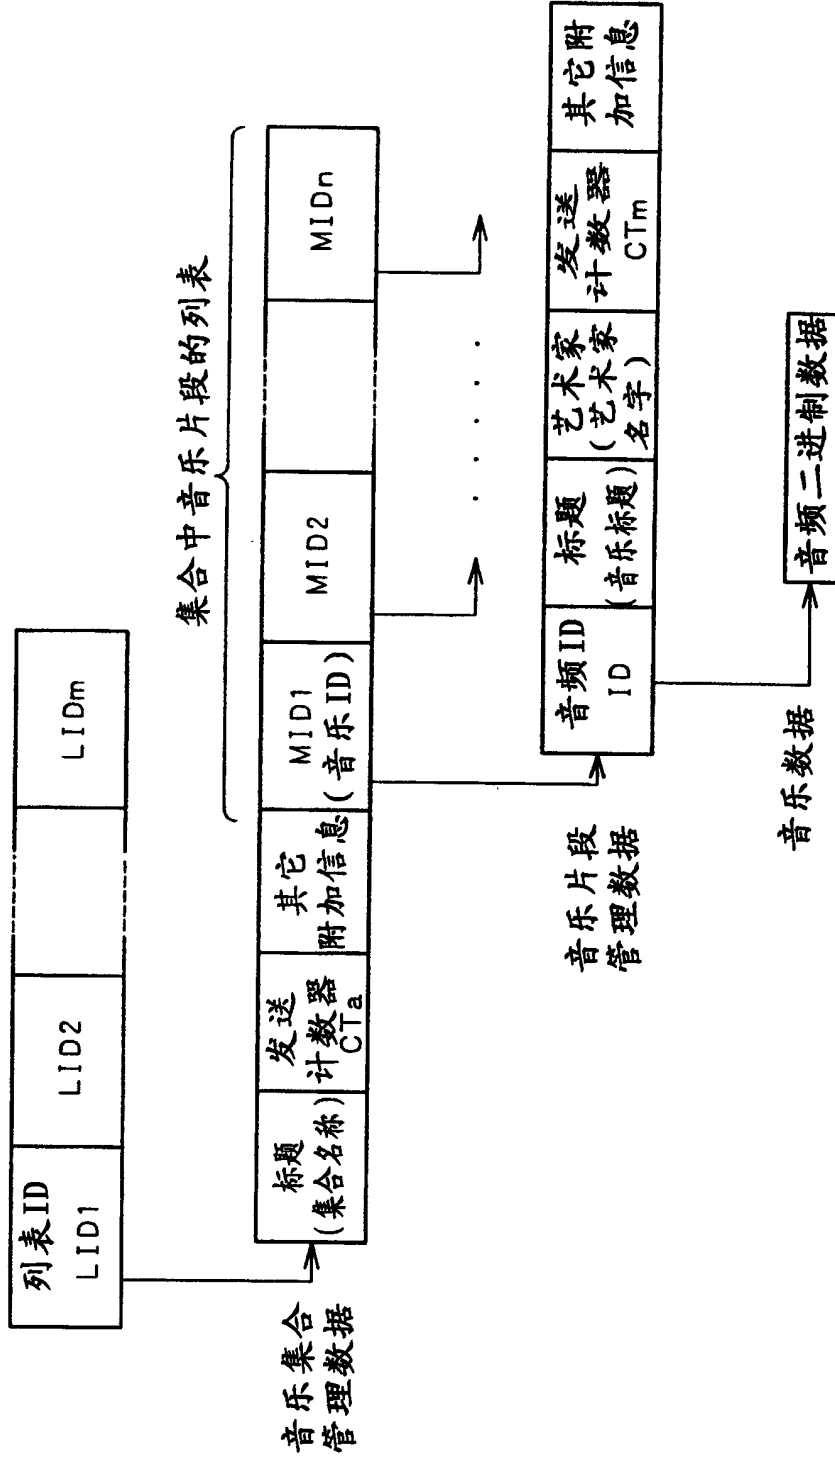 列表ID
LID1
LID2
LIDm
集合中音乐片段的列表
音乐集合
管理数据
标题
(集合名称)
发送
计数器
CTa
其它
附加信息
MID1
(音乐ID)
MID2
MIDn
音乐片段
管理数据
音频ID
ID
标题
(音乐标题)
艺术家
(艺术家
名字)
发送
计数器
CTm
其它附
加信息
音乐数据
音频二进制数据